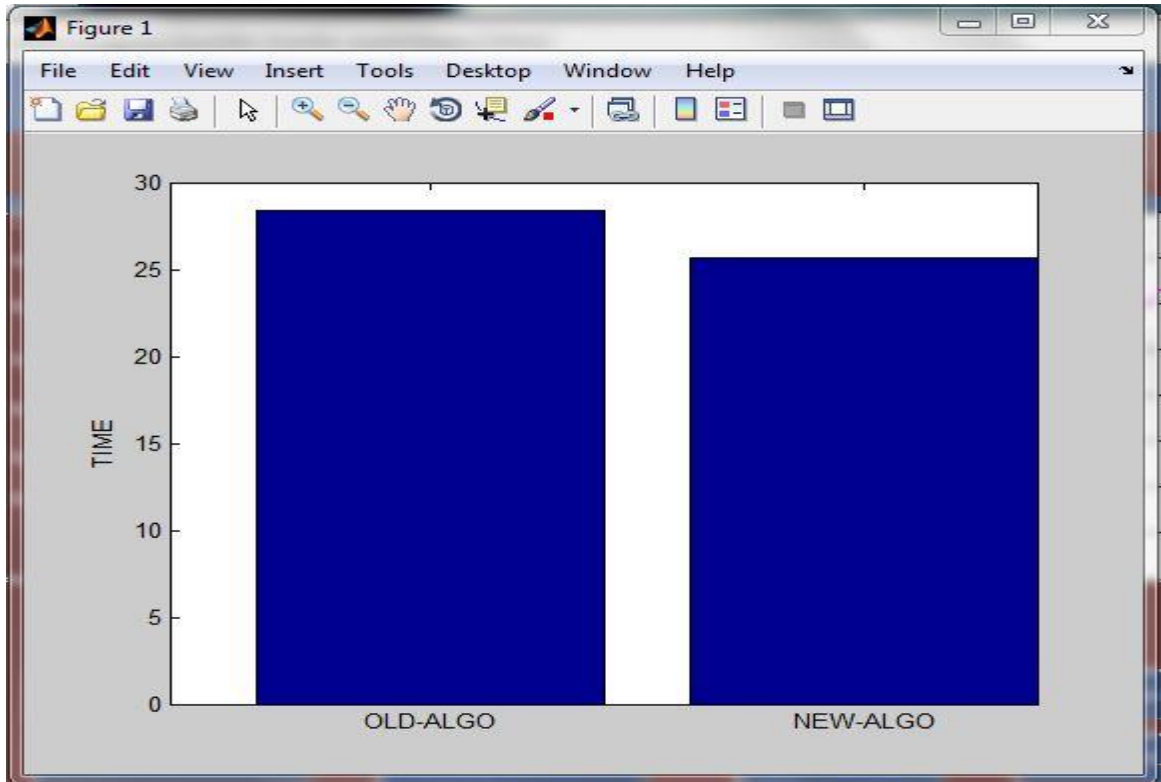 Figure 1
File Edit View Insert Tools Desktop Window Help
30
25
20
15
10
5
0
TIME
OLD-ALGO NEW-ALGO